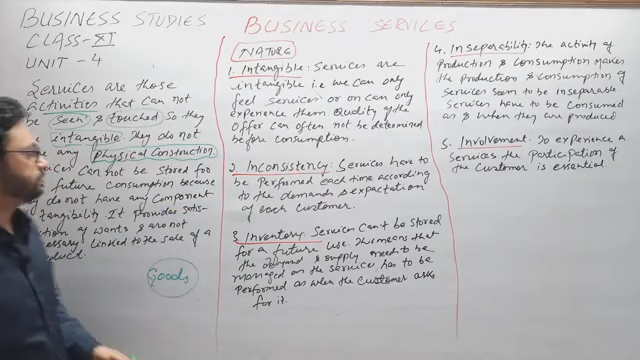 BUSINESS STUDIES
CLASS-XI
UNIT-4
Services are those
activities that can not
be seen & touched. So they
intangible. They do not
any Physical Construction.
can not be Stored for
future Consumption because
do not have any Component
tangibility. It provides satis-
of wants & are not
linked to the sale of a
Goods
BUSINESS SERVICES
NATURE
1. Intangible: Services are
intangible i.e we can only
feel services or on can only
experience them. Quality of the
offer can often not be determined
before consumption.
2. Inconsistency: Services have to
be Performed each time according
to the demands & expectation
of each Customer.
3. Inventory: Services Can't be Stored
for a future use. This means that
the demand & supply needs to be
managed as the service has to be
Performed as when the Customer asks
for it.
4. Inseparability: The activity of
Production & Consumption makes
the Productions & Consumption of
Services seem to be inseparable.
Services have to be Consumed
as & when they are produced.
5. Involvement: To experience a
Services the Participation of
the Customer is essential.